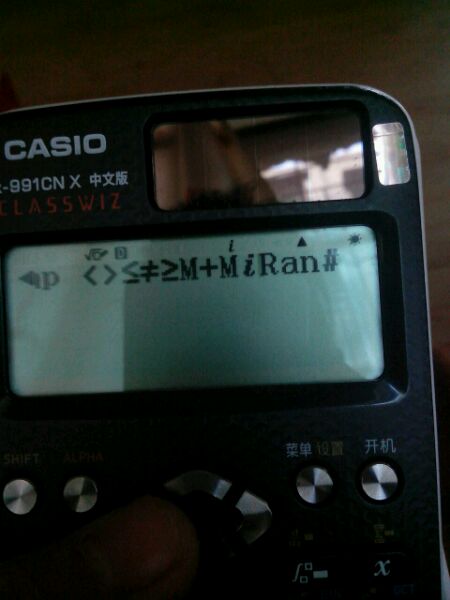 CASIO
-991CN X 中文版
CLASSWIZ
√ D i ▲
◀p <>≤≠≥M+MiRan#
SHIFT ALPHA 菜单 设置 开机
x